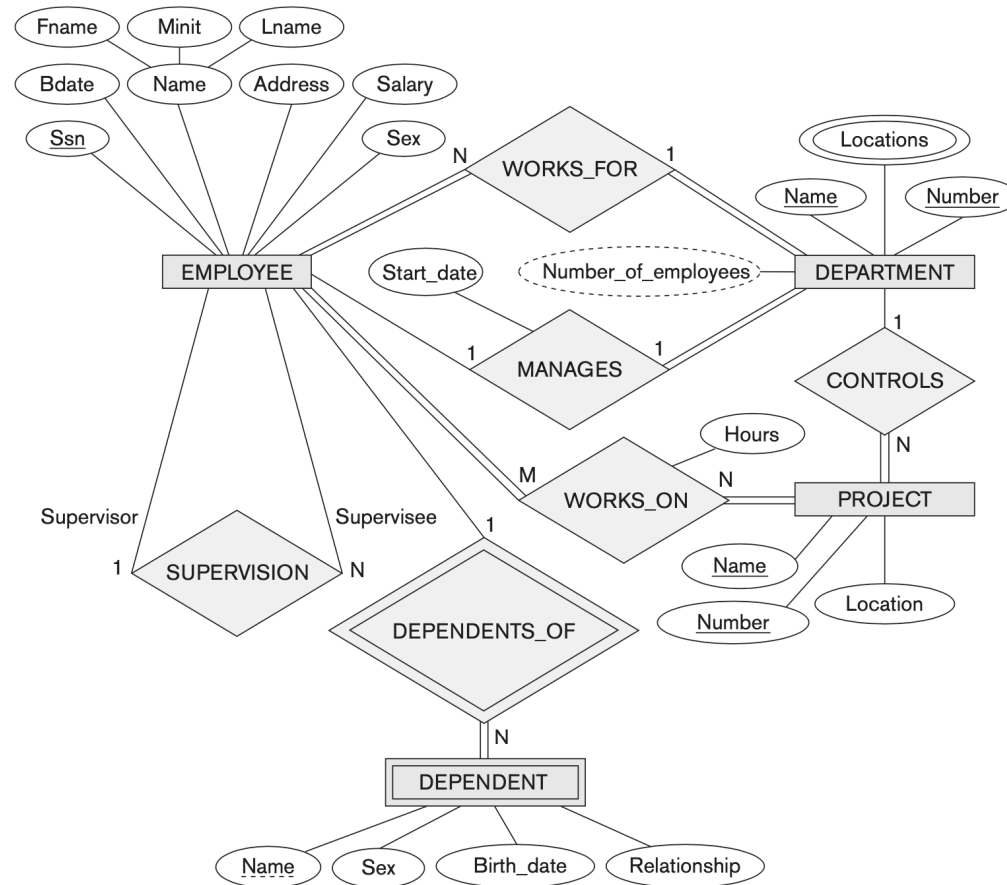 Fname Minit Lname
Bdate Name Address Salary
Ssn Sex
N WORKS_FOR 1
Locations
Name Number
EMPLOYEE Start_date Number_of_employees DEPARTMENT
1 MANAGES 1
1
CONTROLS
N
Hours
M WORKS_ON N PROJECT
Supervisor Supervisee
1 SUPERVISION N
1
Name
Number Location
DEPENDENTS_OF
N
DEPENDENT
Name Sex Birth_date Relationship